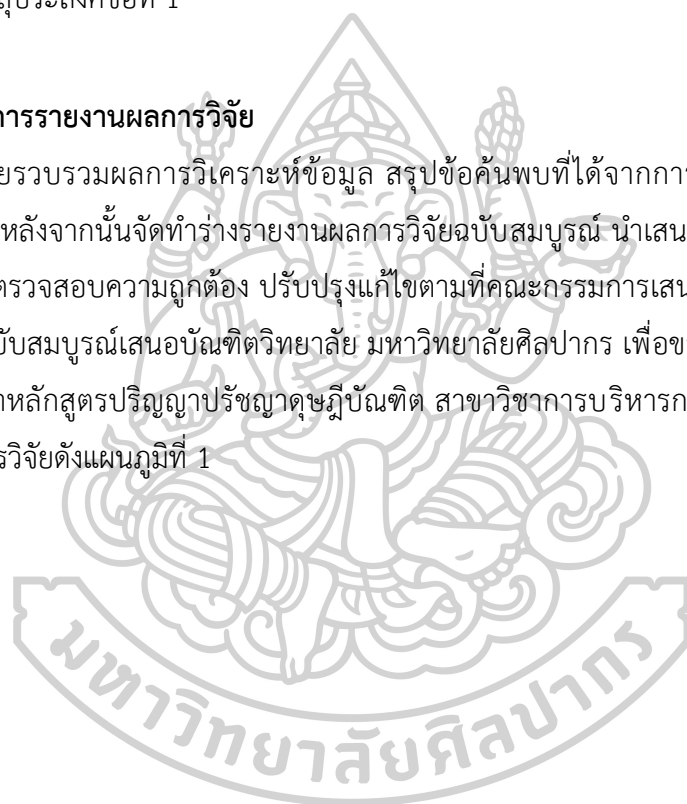 ประสงค์ข้อที่ 1
การรายงานผลการวิจัย
ยรวบรวมผลการวิเคราะห์ข้อมูล สรุปข้อค้นพบที่ได้จากการ
หลังจากนั้นจัดทำร่างรายงานผลการวิจัยฉบับสมบูรณ์ นำเสน
ตรวจสอบความถูกต้อง ปรับปรุงแก้ไขตามที่คณะกรรมการเสน
บับสมบูรณ์เสนอบัณฑิตวิทยาลัย มหาวิทยาลัยศิลปากร เพื่อข
าหลักสูตรปริญญาปรัชญาดุษฎีบัณฑิต สาขาวิชาการบริหารก
รวิจัยดังแผนภูมิที่ 1
มหาวิทยาลัยศิลปากร